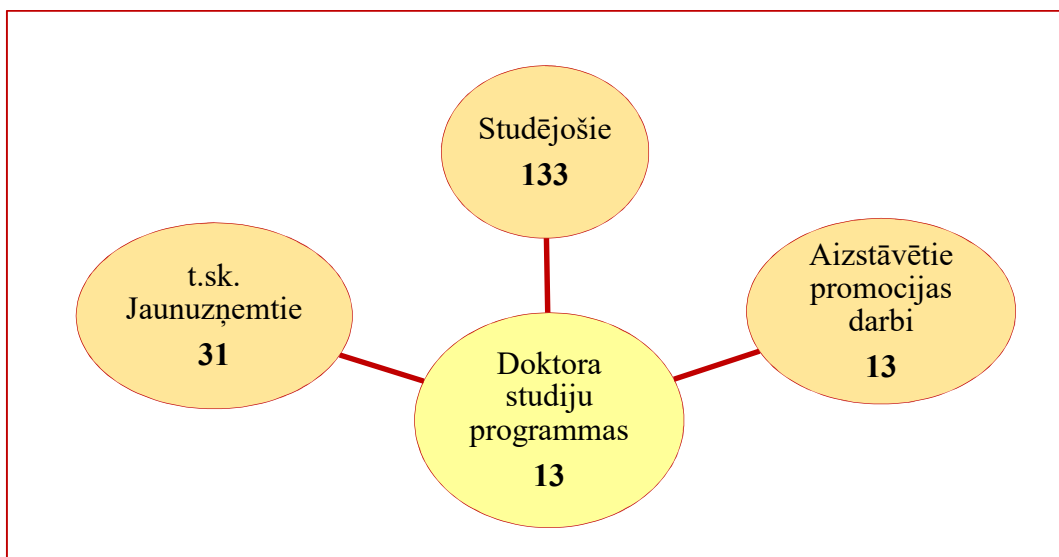 Studējošie
133
t.sk.
Jaunuzņemtie
31
Aizstāvētie
promocijas
darbi
13
Doktora
studiju
programmas
13